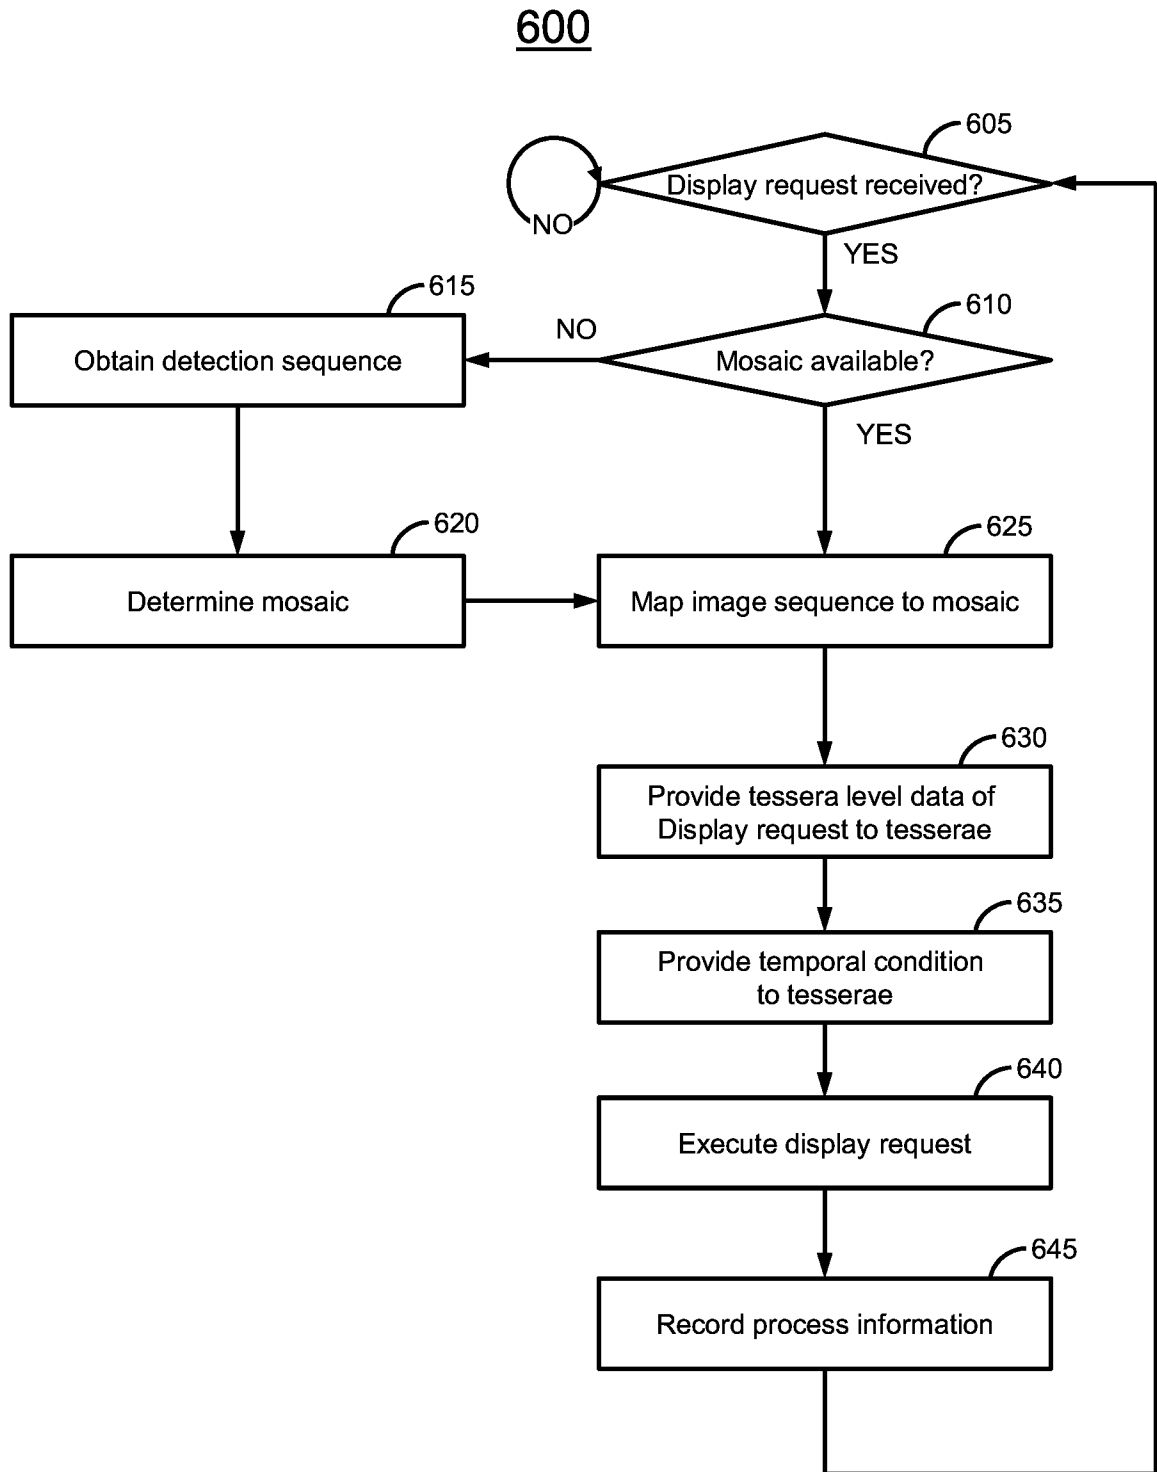 600
605
Display request received?
NO
YES
615
610
NO
Obtain detection sequence
Mosaic available?
YES
620
625
Determine mosaic
Map image sequence to mosaic
630
Provide tessera level data of
Display request to tesserae
635
Provide temporal condition
to tesserae
640
Execute display request
645
Record process information